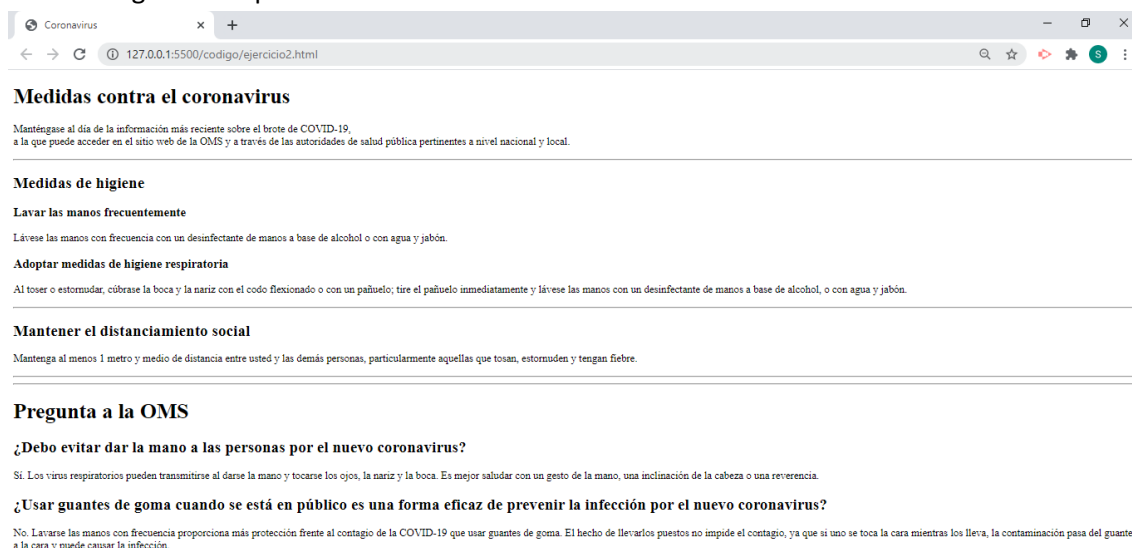 Coronavirus
127.0.0.1:5500/codigo/ejercicio2.html
S
Medidas contra el coronavirus
Manténgase al día de la información más reciente sobre el brote de COVID-19,
a la que puede acceder en el sitio web de la OMS y a través de las autoridades de salud pública pertinentes a nivel nacional y local.
Medidas de higiene
Lavar las manos frecuentemente
Lávese las manos con frecuencia con un desinfectante de manos a base de alcohol o con agua y jabón.
Adoptar medidas de higiene respiratoria
Al toser o estornudar, cúbrase la boca y la nariz con el codo flexionado o con un pañuelo; tire el pañuelo inmediatamente y lávese las manos con un desinfectante de manos a base de alcohol, o con agua y jabón.
Mantener el distanciamiento social
Mantenga al menos 1 metro y medio de distancia entre usted y las demás personas, particularmente aquellas que tosan, estornuden y tengan fiebre.
Pregunta a la OMS
¿Debo evitar dar la mano a las personas por el nuevo coronavirus?
Sí. Los virus respiratorios pueden transmitirse al darse la mano y tocarse los ojos, la nariz y la boca. Es mejor saludar con un gesto de la mano, una inclinación de la cabeza o una reverencia.
¿Usar guantes de goma cuando se está en público es una forma eficaz de prevenir la infección por el nuevo coronavirus?
No. Lavarse las manos con frecuencia proporciona más protección frente al contagio de la COVID-19 que usar guantes de goma. El hecho de llevarlos puestos no impide el contagio, ya que si uno se toca la cara mientras los lleva, la contaminación pasa del guante
a la cara y puede causar la infección.